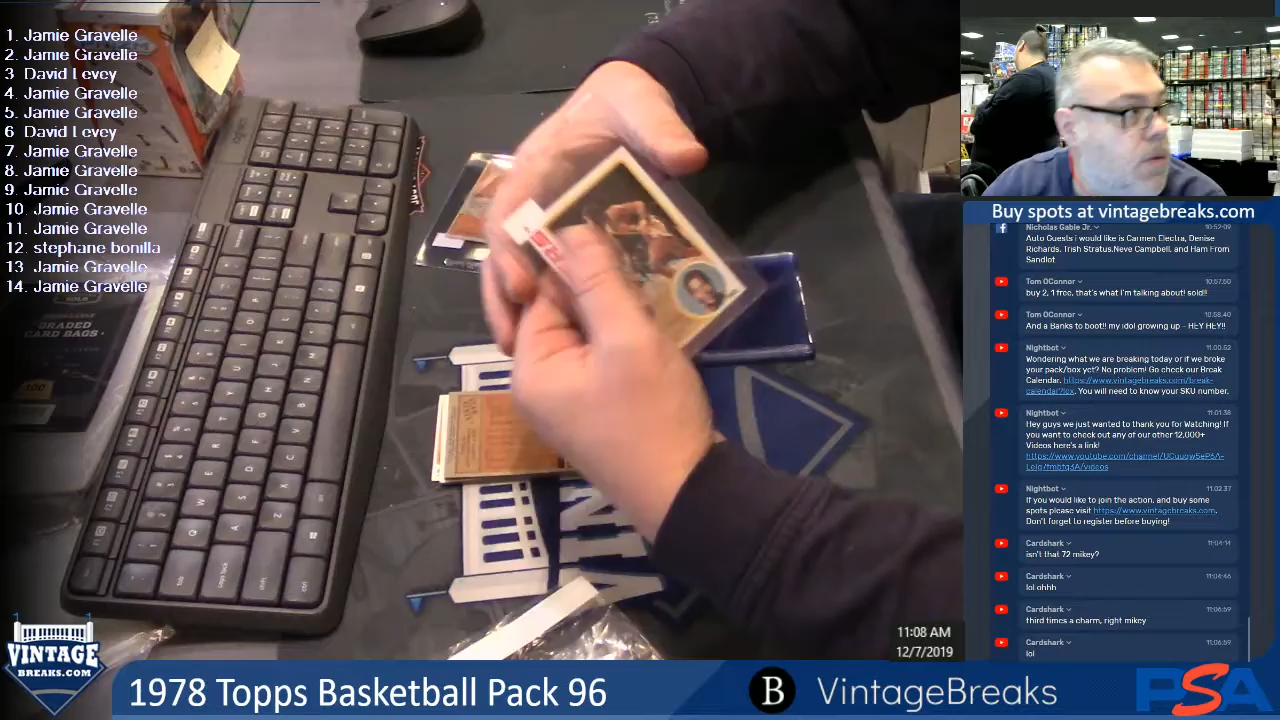 1. Jamie Gravelle
2. Jamie Gravelle
3 David Levey
4. Jamie Gravelle
5. Jamie Gravelle
6 David Levey
7. Jamie Gravelle
8. Jamie Gravelle
9. Jamie Gravelle
10. Jamie Gravelle
11. Jamie Gravelle
12. stephane bonilla
13. Jamie Gravelle
14. Jamie Gravelle
GRADED
CARD BAGS
100
Buy spots at vintagebreaks.com
Nicholas Gable Jr. 10:52:09
Auto Guests i would like is Carmen Electra, Denise
Richards, Trish Stratus,Neve Campbell, and Ham From
Sandlot
Tom OConnor 10:57:50
buy 2, 1 free, that's what I'm talking about! sold!!
Tom OConnor 10:58:40
And a Banks to boot!! my idol growing up - HEY HEY!!
Nightbot 11:00:52
Wondering what we are breaking today or if we broke
your pack/box yet? No problem! Go check our Break
Calendar. https://www.vintagebreaks.com/break-
You will need to know your SKU number.
Nightbot 11:01:38
Hey guys we just wanted to thank you for Watching! If
you want to check out any of our other 12,000+
Videos here's a link!
Nightbot 11:02:37
If you would like to join the action, and buy some
spots please visit https://www.vintagebreaks.com.
Don't forget to register before buying!
Cardshark 11:04:14
isn't that 72 mikey?
Cardshark 11:04:46
lol ohhh
Cardshark 11:06:59
third times a charm, right mikey
Cardshark 11:06:59
lol
11:08 AM
12/7/2019
VINTAGE
BREAKS.COM
1978 Topps Basketball Pack 96
B VintageBreaks
PSA